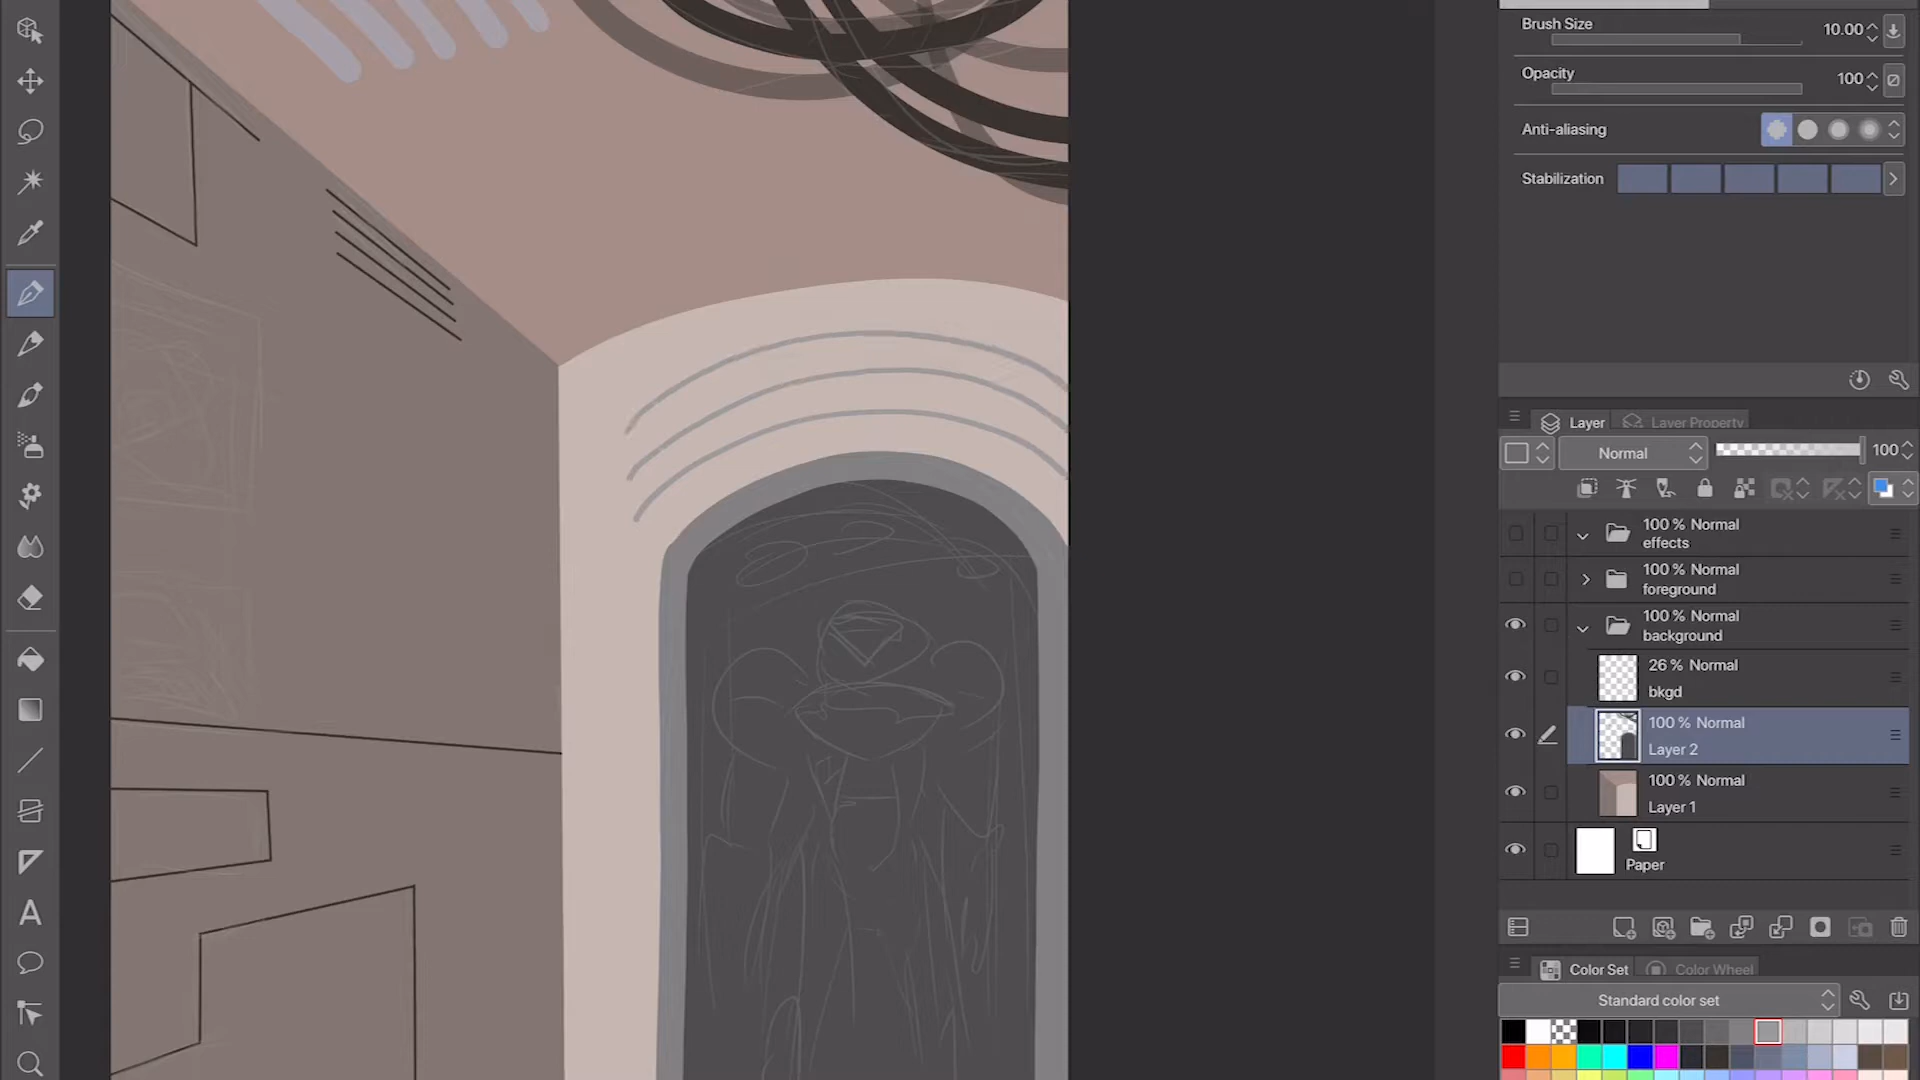 Brush Size 10.00
Opacity 100
Anti-aliasing
Stabilization
Layer Layer Property
Normal 100
100 % Normal
effects
100 % Normal
foreground
100 % Normal
background
26 % Normal
bkgd
100 % Normal
Layer 2
100 % Normal
Layer 1
Paper
Color Set Color Wheel
Standard color set